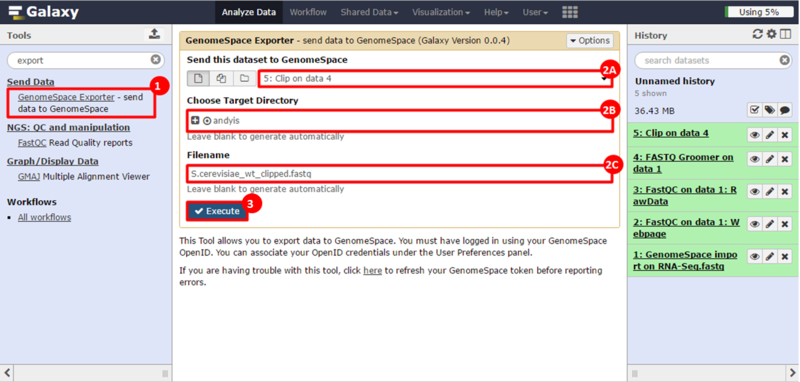 Galaxy
Analyze Data Workflow Shared Data Visualization Help User Using 5%
Tools
export
Send Data
1
GenomeSpace Exporter - send
data to GenomeSpace
NGS: QC and manipulation
FastQC Read Quality reports
Graph/Display Data
GMAJ Multiple Alignment Viewer
Workflows
All workflows
GenomeSpace Exporter - send data to GenomeSpace (Galaxy Version 0.0.4)
Options
Send this dataset to GenomeSpace
2A
5: Clip on data 4
Choose Target Directory
2B
andyis
Leave blank to generate automatically
Filename
2C
S.cerevisiae_wt_clipped.fastq
Leave blank to generate automatically
3
Execute
This Tool allows you to export data to GenomeSpace. You must have logged in using your GenomeSpace
OpenID. You can associate your OpenID credentials under the User Preferences panel.
If you are having trouble with this tool, click here to refresh your GenomeSpace token before reporting
errors.
History
search datasets
Unnamed history
5 shown
36.43 MB
5: Clip on data 4
4: FASTQ Groomer on
data 1
3: FastQC on data 1: R
awData
2: FastQC on data 1: W
ebpage
1: GenomeSpace impo
rt on RNA-Seq.fastq